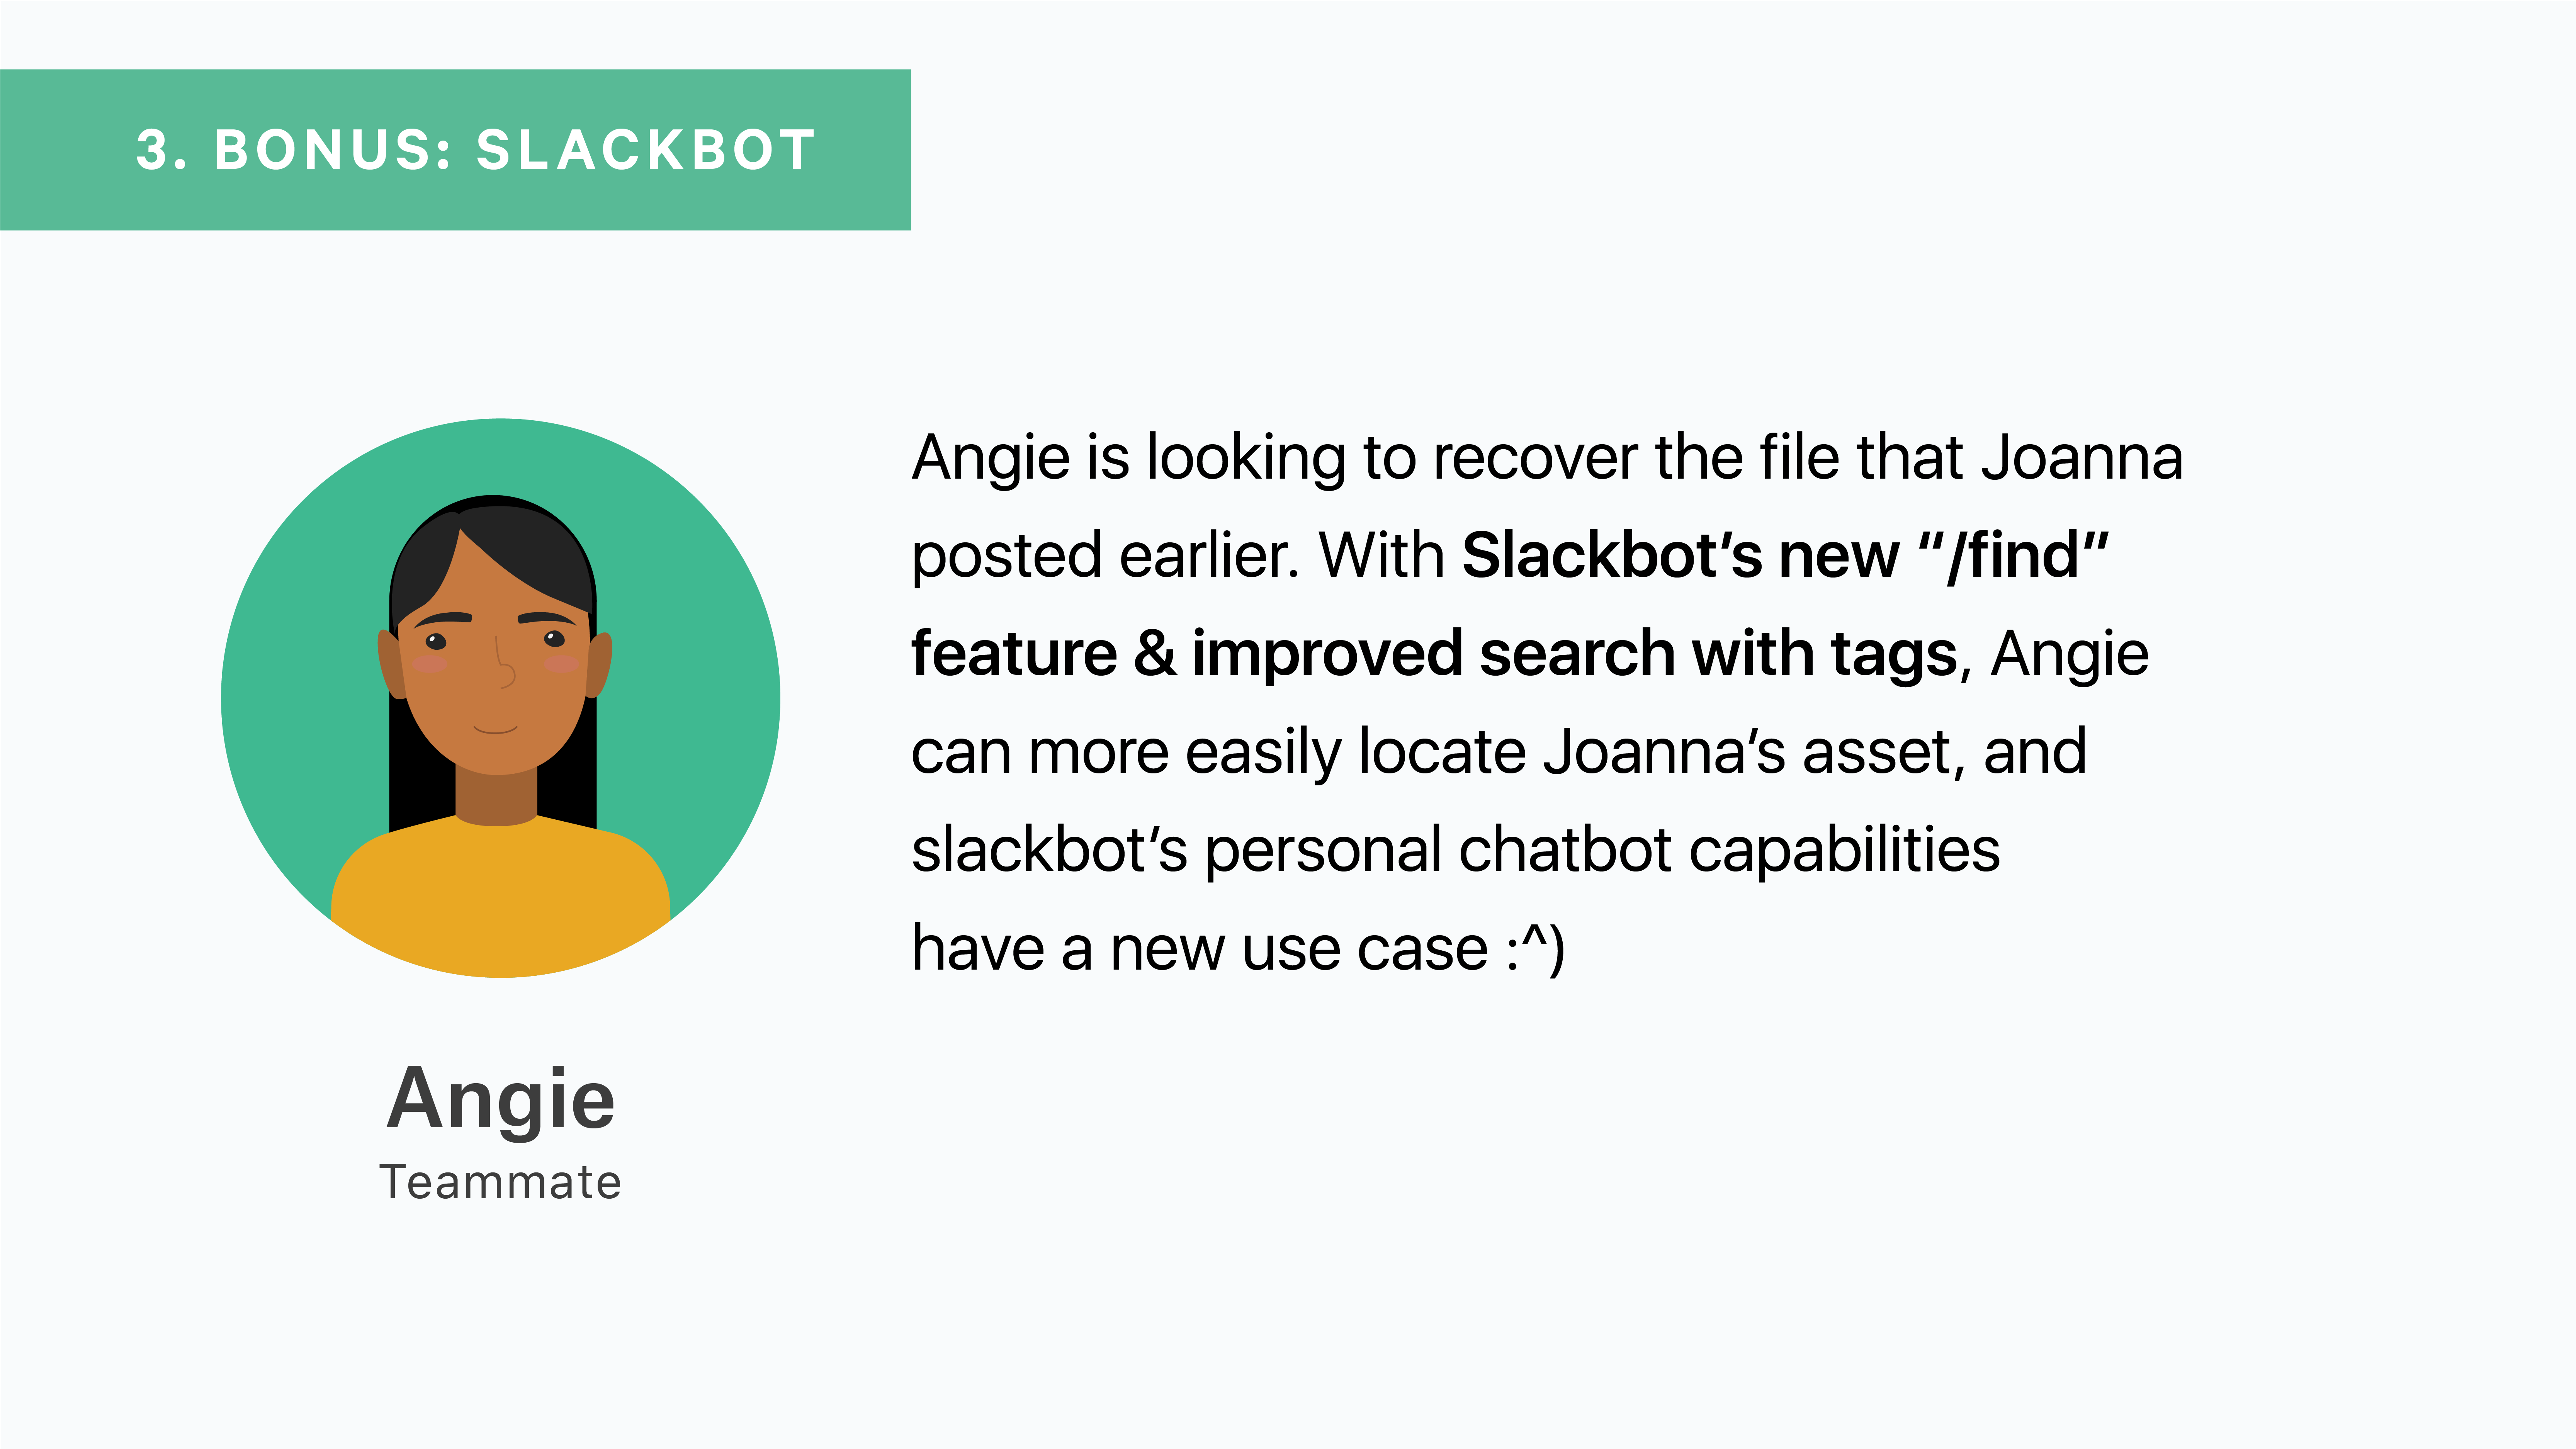 3. BONUS: SLACKBOT
Angie is looking to recover the file that Joanna
posted earlier. With Slackbot’s new “/find”
feature & improved search with tags, Angie
can more easily locate Joanna’s asset, and
slackbot’s personal chatbot capabilities
have a new use case :^)
Angie
Teammate